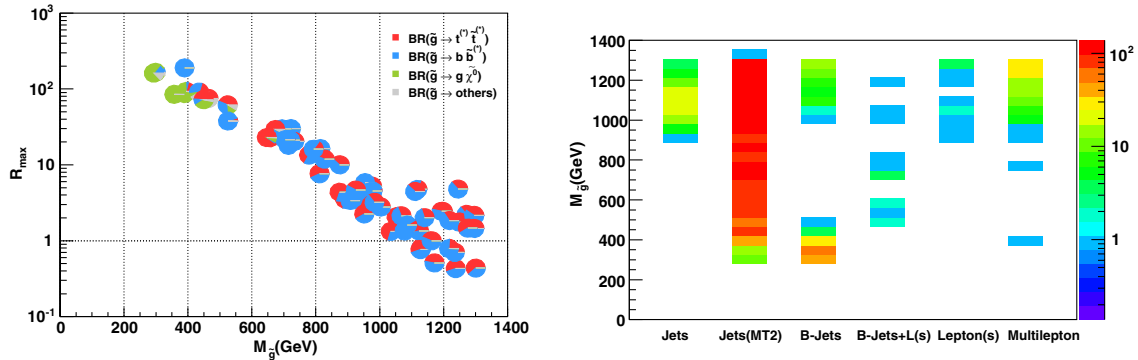 10³
10²
10
1
10⁻¹
R_max
BR(g̃ → t⁽*⁾ t̃⁽*⁾)
BR(g̃ → b b̃⁽*⁾)
BR(g̃ → g χ̃⁰)
BR(g̃ → others)
0 200 400 600 800 1000 1200 1400
M_g̃(GeV)
1400
1200
1000
800
600
400
200
0
M_g̃(GeV)
Jets Jets(MT2) B-Jets B-Jets+L(s) Lepton(s) Multilepton
10²
10
1